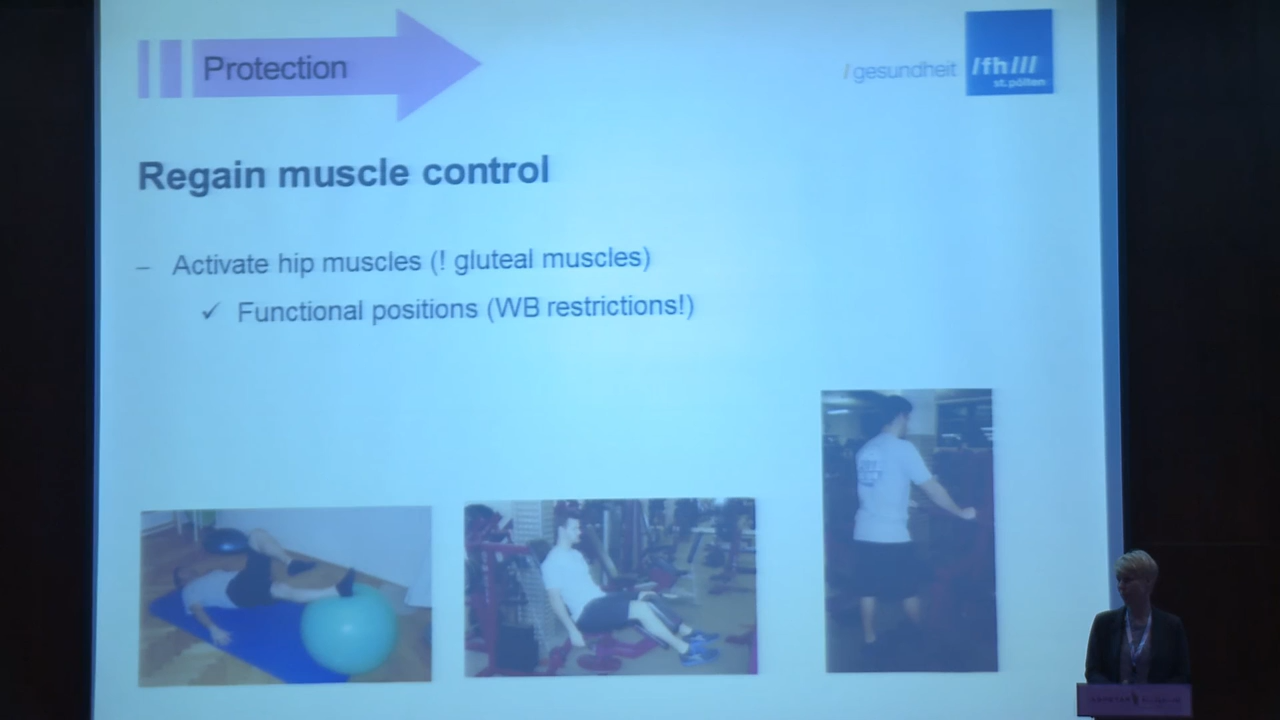 Protection
/gesundheit
/fh///
st.pölten
Regain muscle control
– Activate hip muscles (! gluteal muscles)
✓ Functional positions (WB restrictions!)